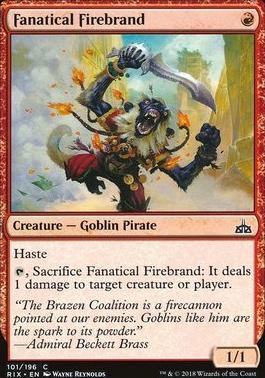 Fanatical Firebrand
Creature — Goblin Pirate
Haste
, Sacrifice Fanatical Firebrand: It deals
1 damage to target creature or player.
“The Brazen Coalition is a firecannon
pointed at our enemies. Goblins like him are
the spark to its powder.”
—Admiral Beckett Brass
1/1
101/196 C
RIX • EN Wayne Reynolds
™ & © 2018 Wizards of the Coast